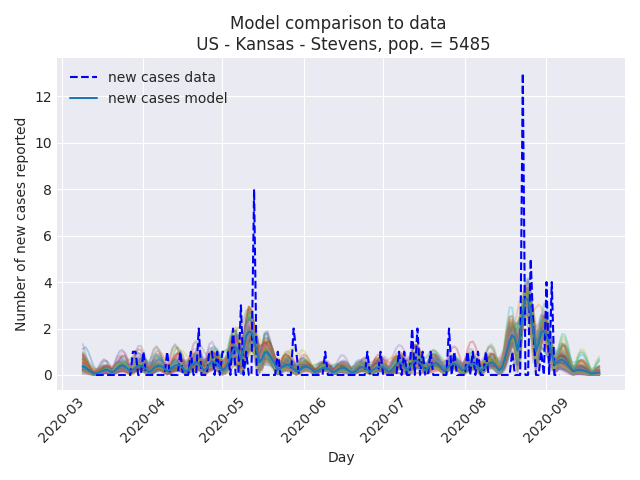 Model comparison to data
US - Kansas - Stevens, pop. = 5485
new cases data
new cases model
Number of new cases reported
12
10
8
6
4
2
0
2020-03
2020-04
2020-05
2020-06
2020-07
2020-08
2020-09
Day